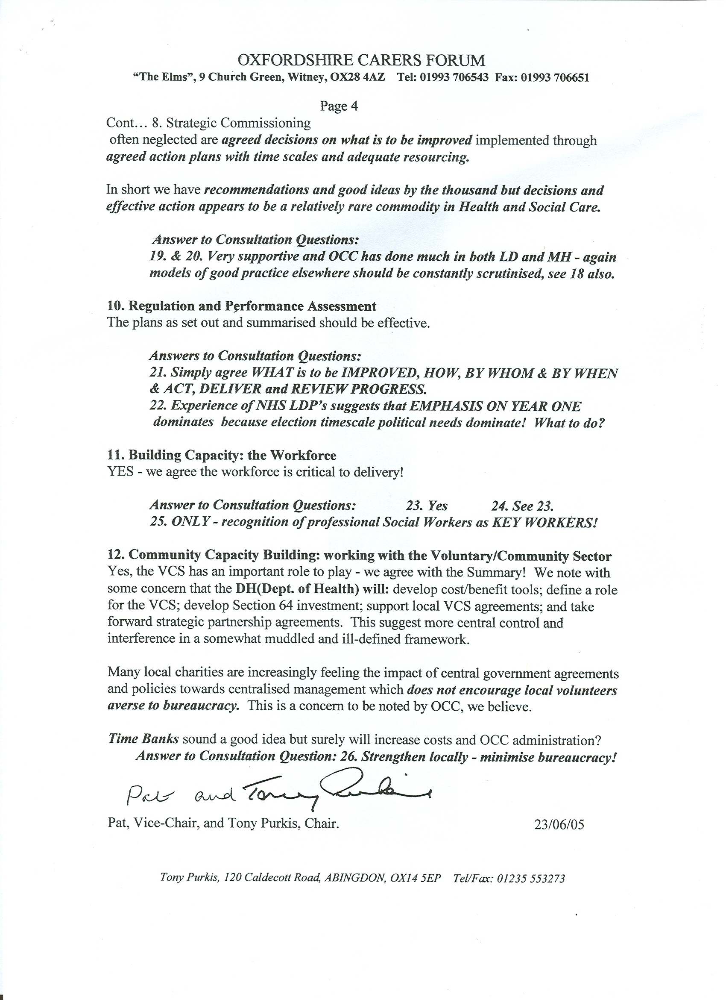 OXFORDSHIRE CARERS FORUM
“The Elms”, 9 Church Green, Witney, OX28 4AZ Tel: 01993 706543 Fax: 01993 706651
Page 4
Cont… 8. Strategic Commissioning
often neglected are agreed decisions on what is to be improved implemented through
agreed action plans with time scales and adequate resourcing.
In short we have recommendations and good ideas by the thousand but decisions and
effective action appears to be a relatively rare commodity in Health and Social Care.
Answer to Consultation Questions:
19. & 20. Very supportive and OCC has done much in both LD and MH - again
models of good practice elsewhere should be constantly scrutinised, see 18 also.
10. Regulation and Performance Assessment
The plans as set out and summarised should be effective.
Answers to Consultation Questions:
21. Simply agree WHAT is to be IMPROVED, HOW, BY WHOM & BY WHEN
& ACT, DELIVER and REVIEW PROGRESS.
22. Experience of NHS LDP’s suggests that EMPHASIS ON YEAR ONE
dominates because election timescale political needs dominate! What to do?
11. Building Capacity: the Workforce
YES - we agree the workforce is critical to delivery!
Answer to Consultation Questions: 23. Yes 24. See 23.
25. ONLY - recognition of professional Social Workers as KEY WORKERS!
12. Community Capacity Building: working with the Voluntary/Community Sector
Yes, the VCS has an important role to play - we agree with the Summary! We note with
some concern that the DH(Dept. of Health) will: develop cost/benefit tools; define a role
for the VCS; develop Section 64 investment; support local VCS agreements; and take
forward strategic partnership agreements. This suggest more central control and
interference in a somewhat muddled and ill-defined framework.
Many local charities are increasingly feeling the impact of central government agreements
and policies towards centralised management which does not encourage local volunteers
averse to bureaucracy. This is a concern to be noted by OCC, we believe.
Time Banks sound a good idea but surely will increase costs and OCC administration?
Answer to Consultation Question: 26. Strengthen locally - minimise bureaucracy!
Pat and Tony Purkis
Pat, Vice-Chair, and Tony Purkis, Chair. 23/06/05
Tony Purkis, 120 Caldecott Road, ABINGDON, OX14 5EP Tel/Fax: 01235 553273